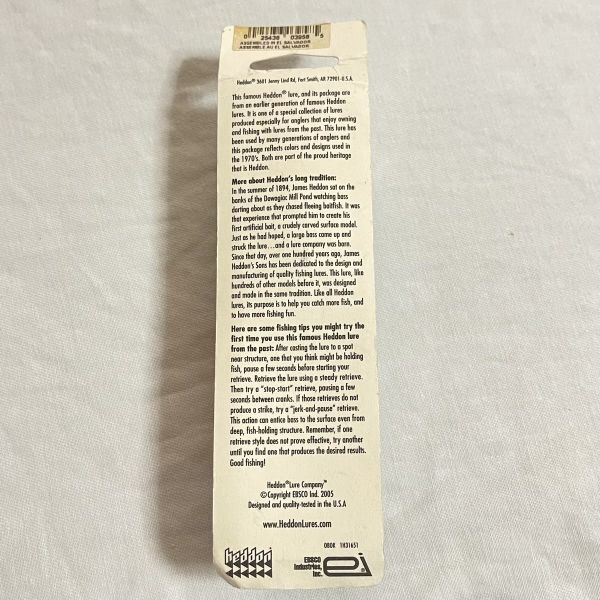 0 25438 03958 5
ASSEMBLED IN EL SALVADOR
ASSEMBLE AU EL SALVADOR
Heddon® 3601 Jenny Lind Rd, Fort Smith, AR 72901-U.S.A.
This famous Heddon® lure, and its package are
from an earlier generation of famous Heddon
lures. It is one of a special collection of lures
produced especially for anglers that enjoy owning
and fishing with lures from the past. This lure has
been used by many generations of anglers and
this package reflects colors and designs used in
the 1970's. Both are part of the proud heritage
that is Heddon.
More about Heddon's long tradition:
In the summer of 1894, James Heddon sat on the
banks of the Dowagiac Mill Pond watching bass
darting about as they chased fleeing baitfish. It was
that experience that prompted him to create his
first artificial bait, a crudely carved surface model.
Just as he had hoped, a large bass came up and
struck the lure...and a lure company was born.
Since that day, over one hundred years ago, James
Heddon's Sons has been dedicated to the design and
manufacturing of quality fishing lures. This lure, like
hundreds of other models before it, was designed
and made in the same tradition. Like all Heddon
lures, its purpose is to help you catch more fish, and
to have more fishing fun.
Here are some fishing tips you might try the
first time you use this famous Heddon lure
from the past: After casting the lure to a spot
near structure, one that you think might be holding
fish, pause a few seconds before starting your
retrieve. Retrieve the lure using a steady retrieve.
Then try a "stop-start" retrieve, pausing a few
seconds between cranks. If those retrieves do not
produce a strike, try a "jerk-and-pause" retrieve.
This action can entice bass to the surface even from
deep, fish-holding structure. Remember, if one
retrieve style does not prove effective, try another
until you find one that produces the desired results.
Good fishing!
Heddon® Lure Company™
© Copyright EBSCO Ind. 2005
Designed and quality-tested in the U.S.A
www.HeddonLures.com
OBOR 1H31651
heddon
EBSCO
Industries,
Inc.
ei®